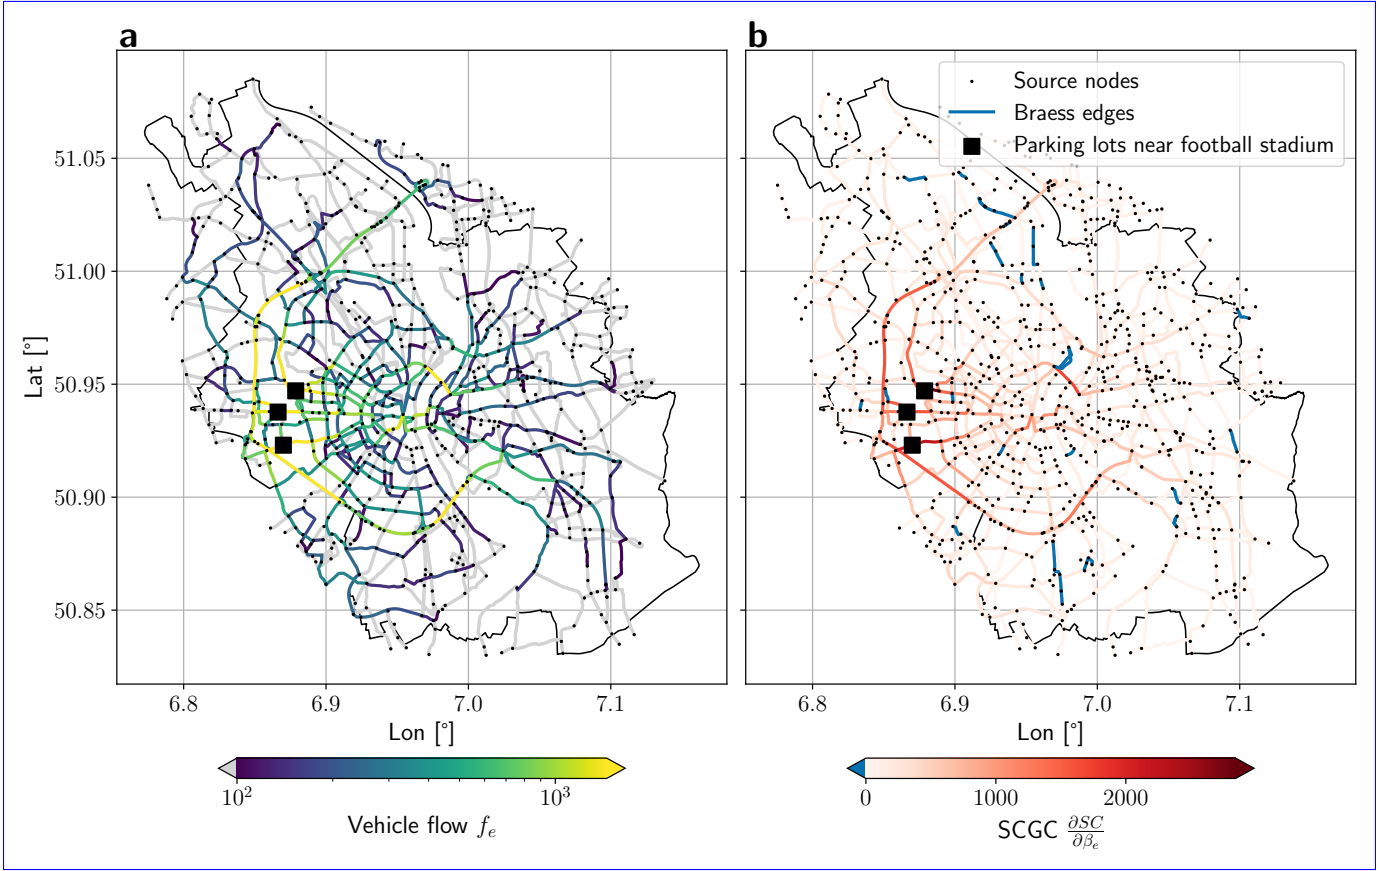 a
b
Source nodes
Braess edges
Parking lots near football stadium
51.05
51.00
50.95
50.90
50.85
Lat [°]
6.8 6.9 7.0 7.1
6.8 6.9 7.0 7.1
Lon [°]
Lon [°]
10² 10³
Vehicle flow fₑ
0 1000 2000
SCGC ∂SC/∂βₑ